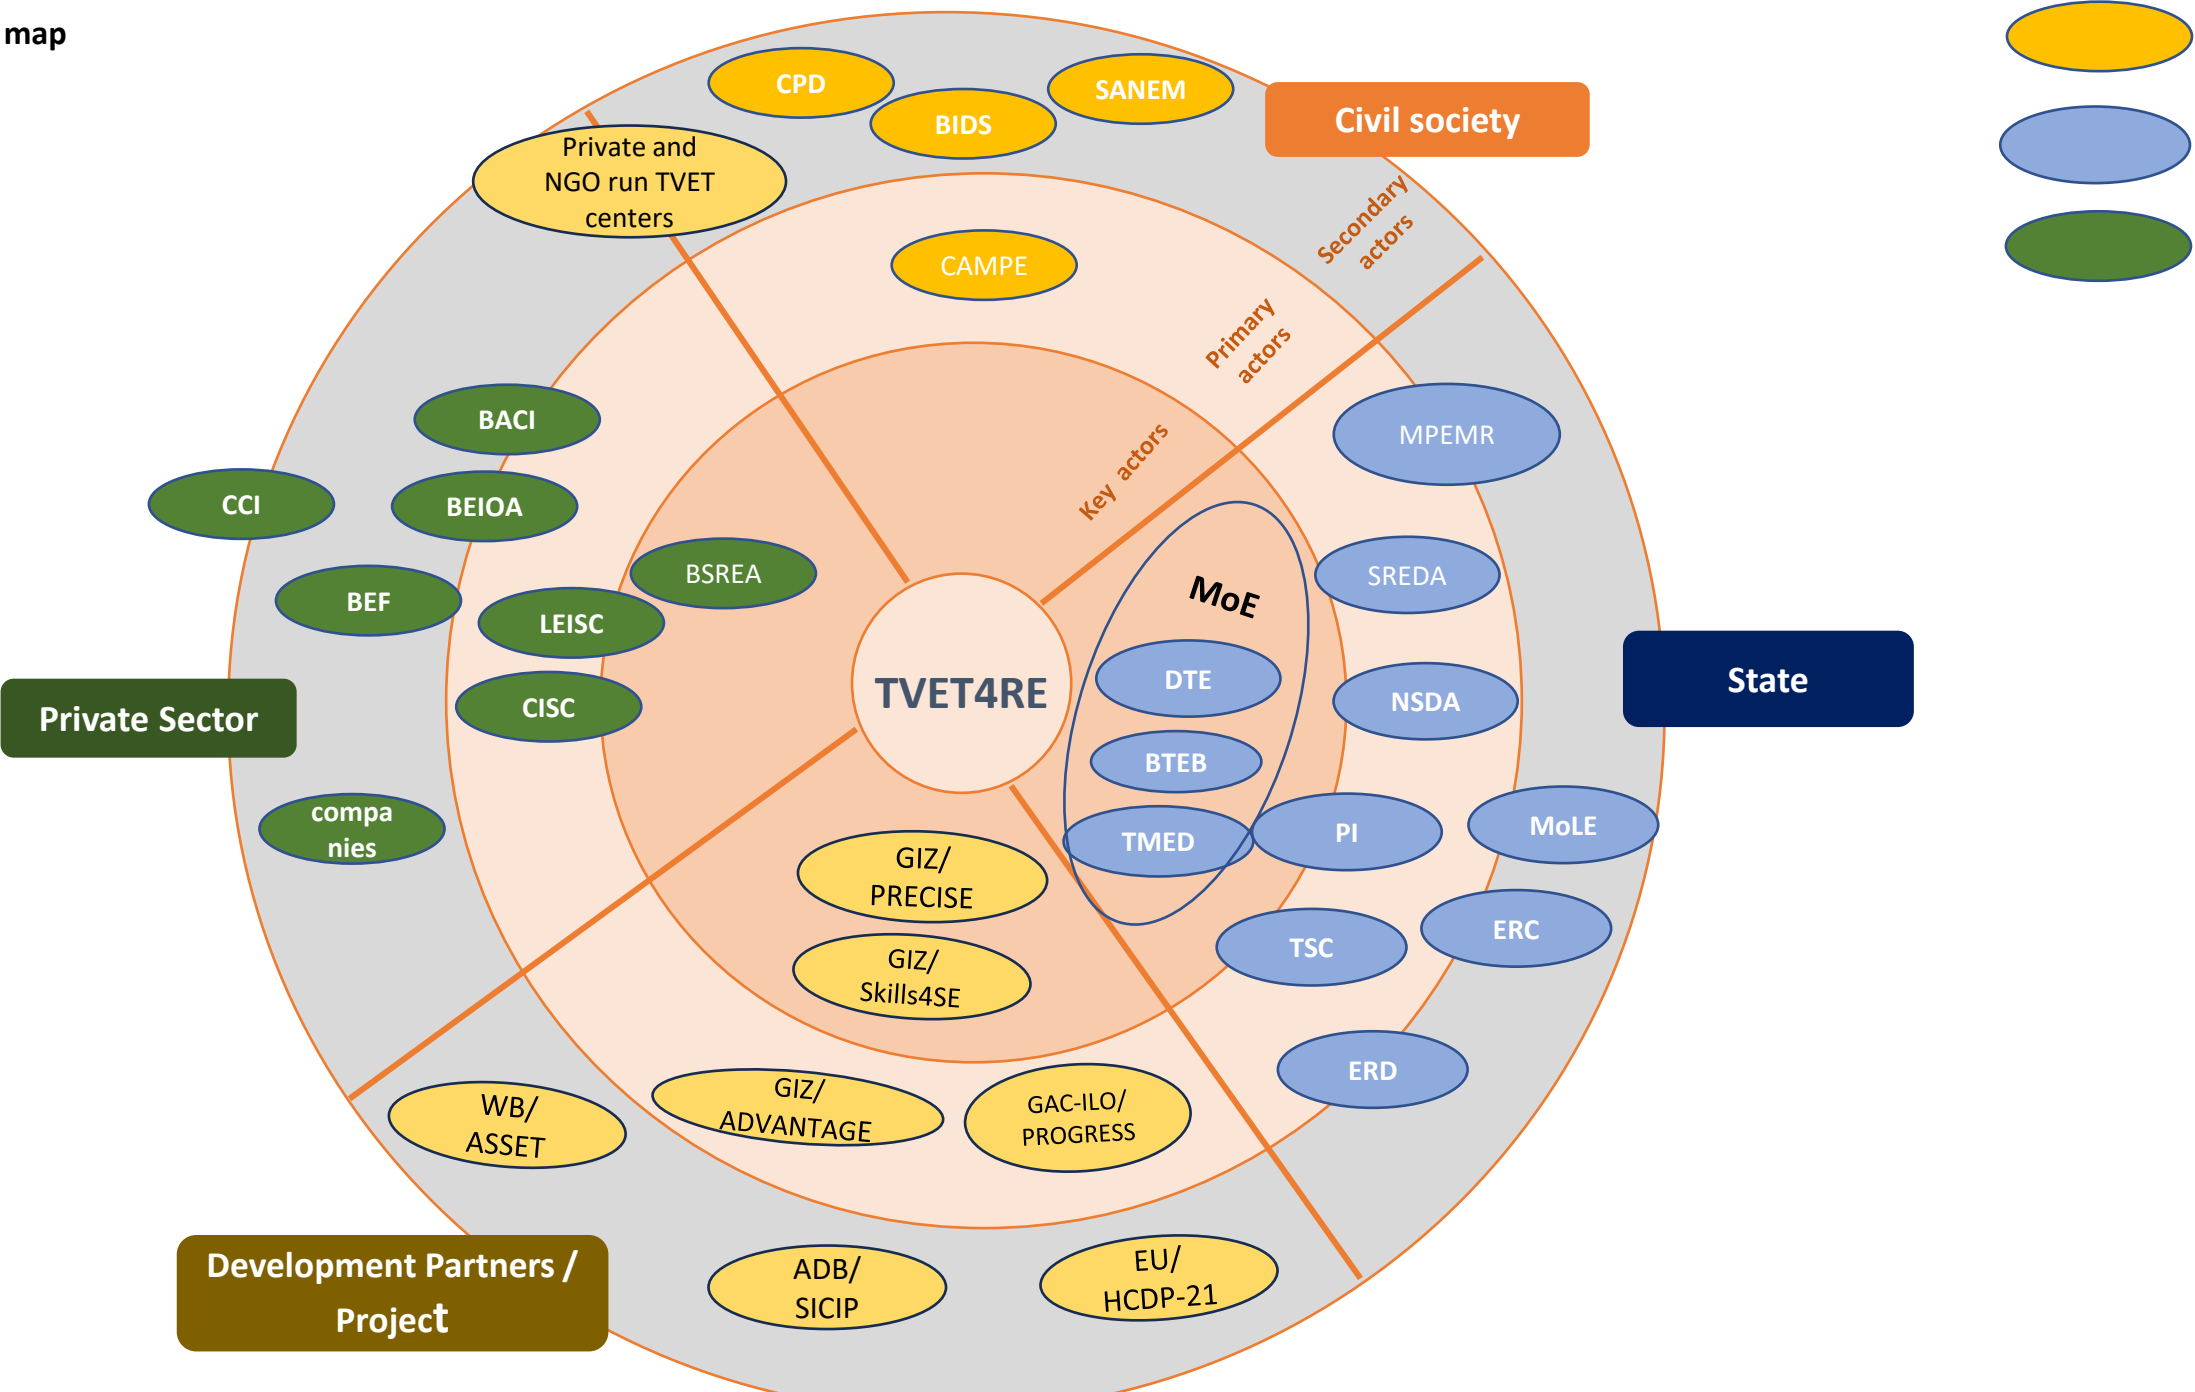 map
CPD
SANEM
BIDS
Civil society
Private and
NGO run TVET
centers
Secondary
actors
CAMPE
Primary
actors
BACI
MPEMR
Key actors
CCI
BEIOA
BSREA
SREDA
BEF
LEISC
MoE
DTE
State
TVET4RE
NSDA
CISC
Private Sector
BTEB
compa
nies
TMED
PI
MoLE
GIZ/
PRECISE
TSC
ERC
GIZ/
Skills4SE
ERD
WB/
ASSET
GIZ/
ADVANTAGE
GAC-ILO/
PROGRESS
Development Partners /
Project
ADB/
SICIP
EU/
HCDP-21